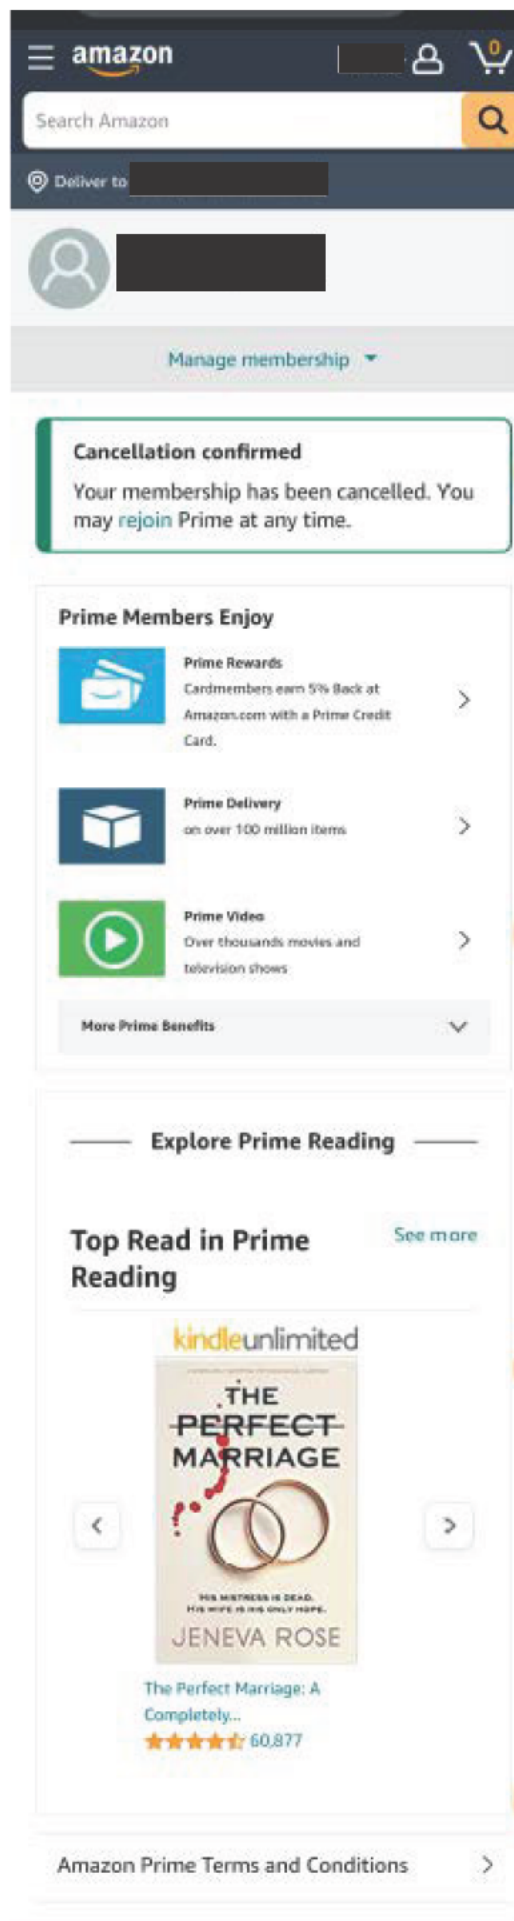 amazon
0
Search Amazon
Deliver to
Manage membership
Cancellation confirmed
Your membership has been cancelled. You
may rejoin Prime at any time.
Prime Members Enjoy
Prime Rewards
Cardmembers earn 5% Back at
Amazon.com with a Prime Credit
Card.
Prime Delivery
on over 100 million items
Prime Video
Over thousands movies and
television shows
More Prime Benefits
Explore Prime Reading
Top Read in Prime
Reading
See more
kindleunlimited
THE
PERFECT
MARRIAGE
HIS MISTRESS IS DEAD.
HIS WIFE IS HIS ONLY HOPE.
JENEVA ROSE
The Perfect Marriage: A
Completely...
60,877
Amazon Prime Terms and Conditions